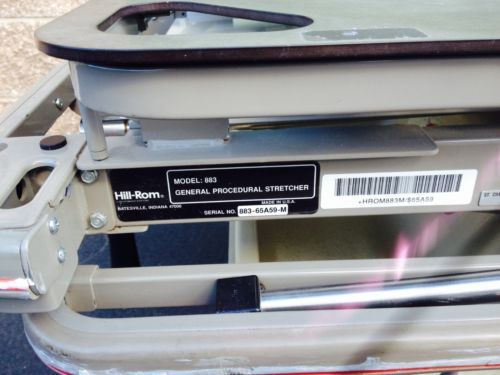 MODEL: 883
GENERAL PROCEDURAL STRETCHER
Hill-Rom®
MADE IN U.S.A.
BATESVILLE, INDIANA 47006
SERIAL NO. 883-65A59-M
+HROM883M/$65A59